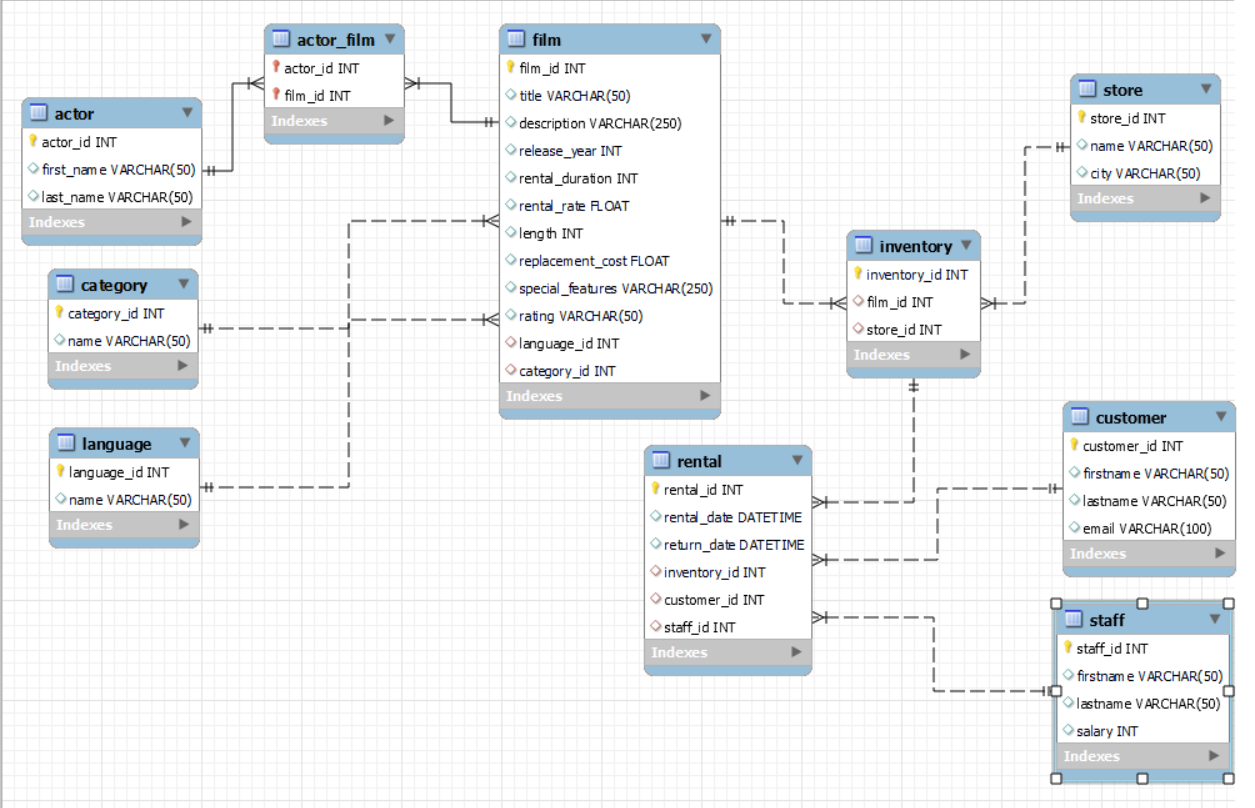 actor_film
actor_id INT
film_id INT
Indexes
film
film_id INT
title VARCHAR(50)
description VARCHAR(250)
release_year INT
rental_duration INT
rental_rate FLOAT
length INT
replacement_cost FLOAT
special_features VARCHAR(250)
rating VARCHAR(50)
language_id INT
category_id INT
Indexes
store
store_id INT
name VARCHAR(50)
city VARCHAR(50)
Indexes
actor
actor_id INT
first_name VARCHAR(50)
last_name VARCHAR(50)
Indexes
inventory
inventory_id INT
film_id INT
store_id INT
Indexes
category
category_id INT
name VARCHAR(50)
Indexes
customer
customer_id INT
firstname VARCHAR(50)
lastname VARCHAR(50)
email VARCHAR(100)
Indexes
language
language_id INT
name VARCHAR(50)
Indexes
rental
rental_id INT
rental_date DATETIME
return_date DATETIME
inventory_id INT
customer_id INT
staff_id INT
Indexes
staff
staff_id INT
firstname VARCHAR(50)
lastname VARCHAR(50)
salary INT
Indexes